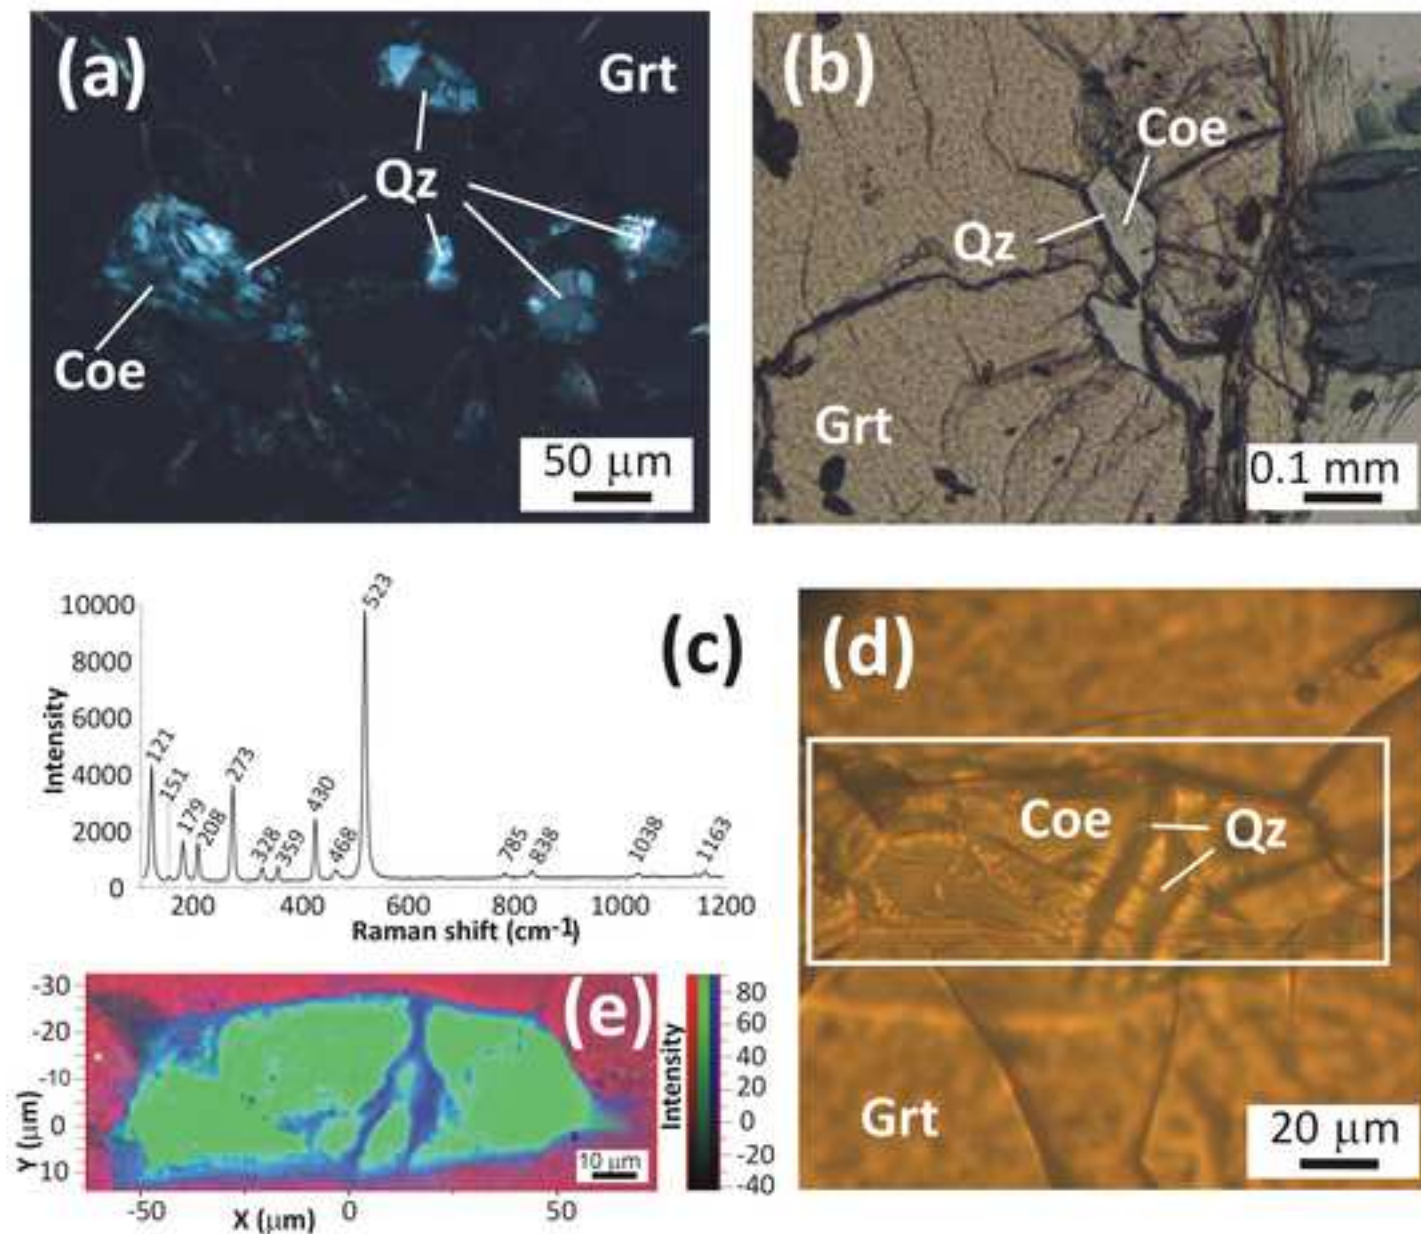 (a)
Grt
Qz
Coe
50 μm
(b)
Coe
Qz
Grt
0.1 mm
(c)
10000
8000
6000
4000
2000
0
Intensity
121
151
179
208
273
328
359
430
468
523
785
838
1038
1163
200
400
600
800
1000
1200
Raman shift (cm-1)
(d)
Coe
Qz
Grt
20 μm
(e)
-30
-20
-10
0
10
Y (μm)
-50
0
50
X (μm)
10 μm
Intensity
80
60
40
20
0
-20
-40